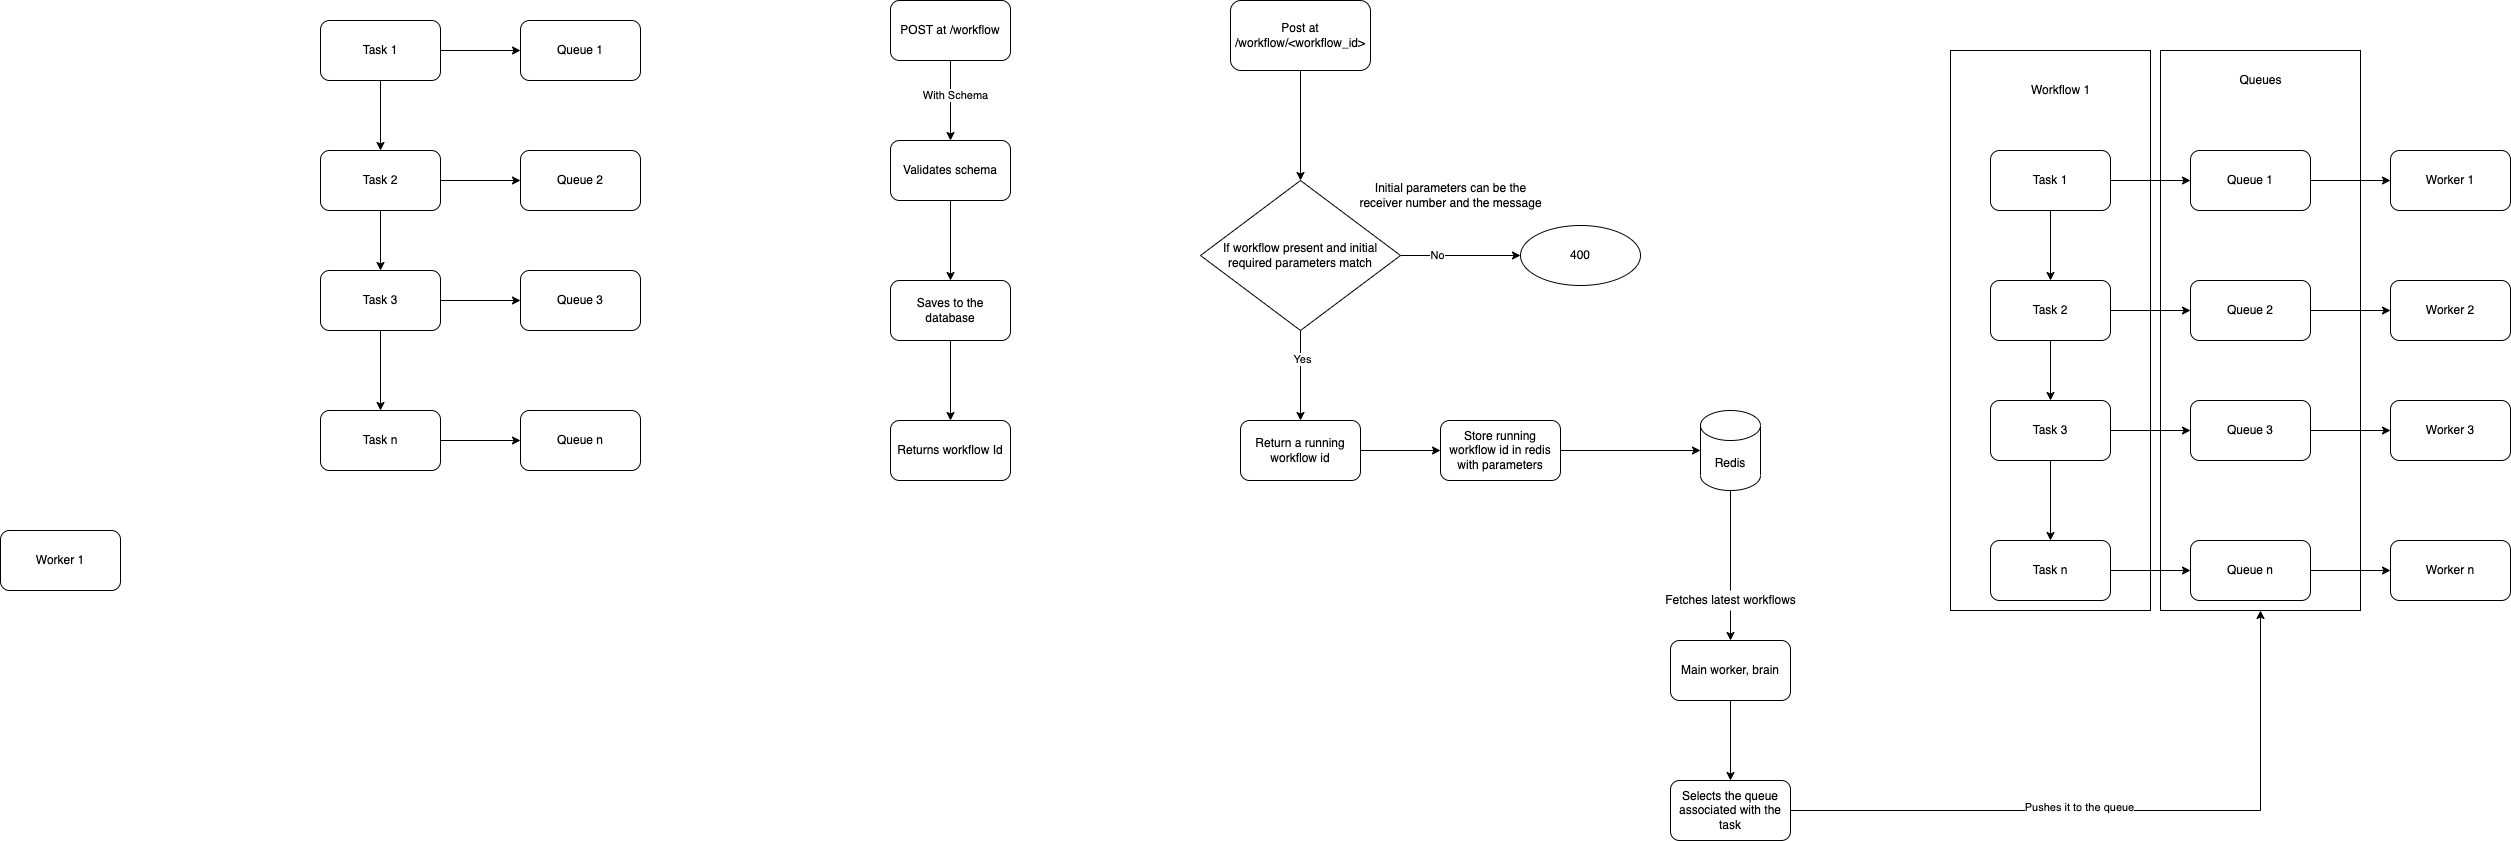 Task 1
Queue 1
Task 2
Queue 2
Task 3
Queue 3
Task n
Queue n
Worker 1
POST at /workflow
With Schema
Validates schema
Saves to the
database
Returns workflow Id
Post at
/workflow/<workflow_id>
Initial parameters can be the
receiver number and the message
If workflow present and initial
required parameters match
No
400
Yes
Return a running
workflow id
Store running
workflow id in redis
with parameters
Redis
Fetches latest workflows
Main worker, brain
Selects the queue
associated with the
task
Pushes it to the queue
Workflow 1
Queues
Task 1
Queue 1
Worker 1
Task 2
Queue 2
Worker 2
Task 3
Queue 3
Worker 3
Task n
Queue n
Worker n